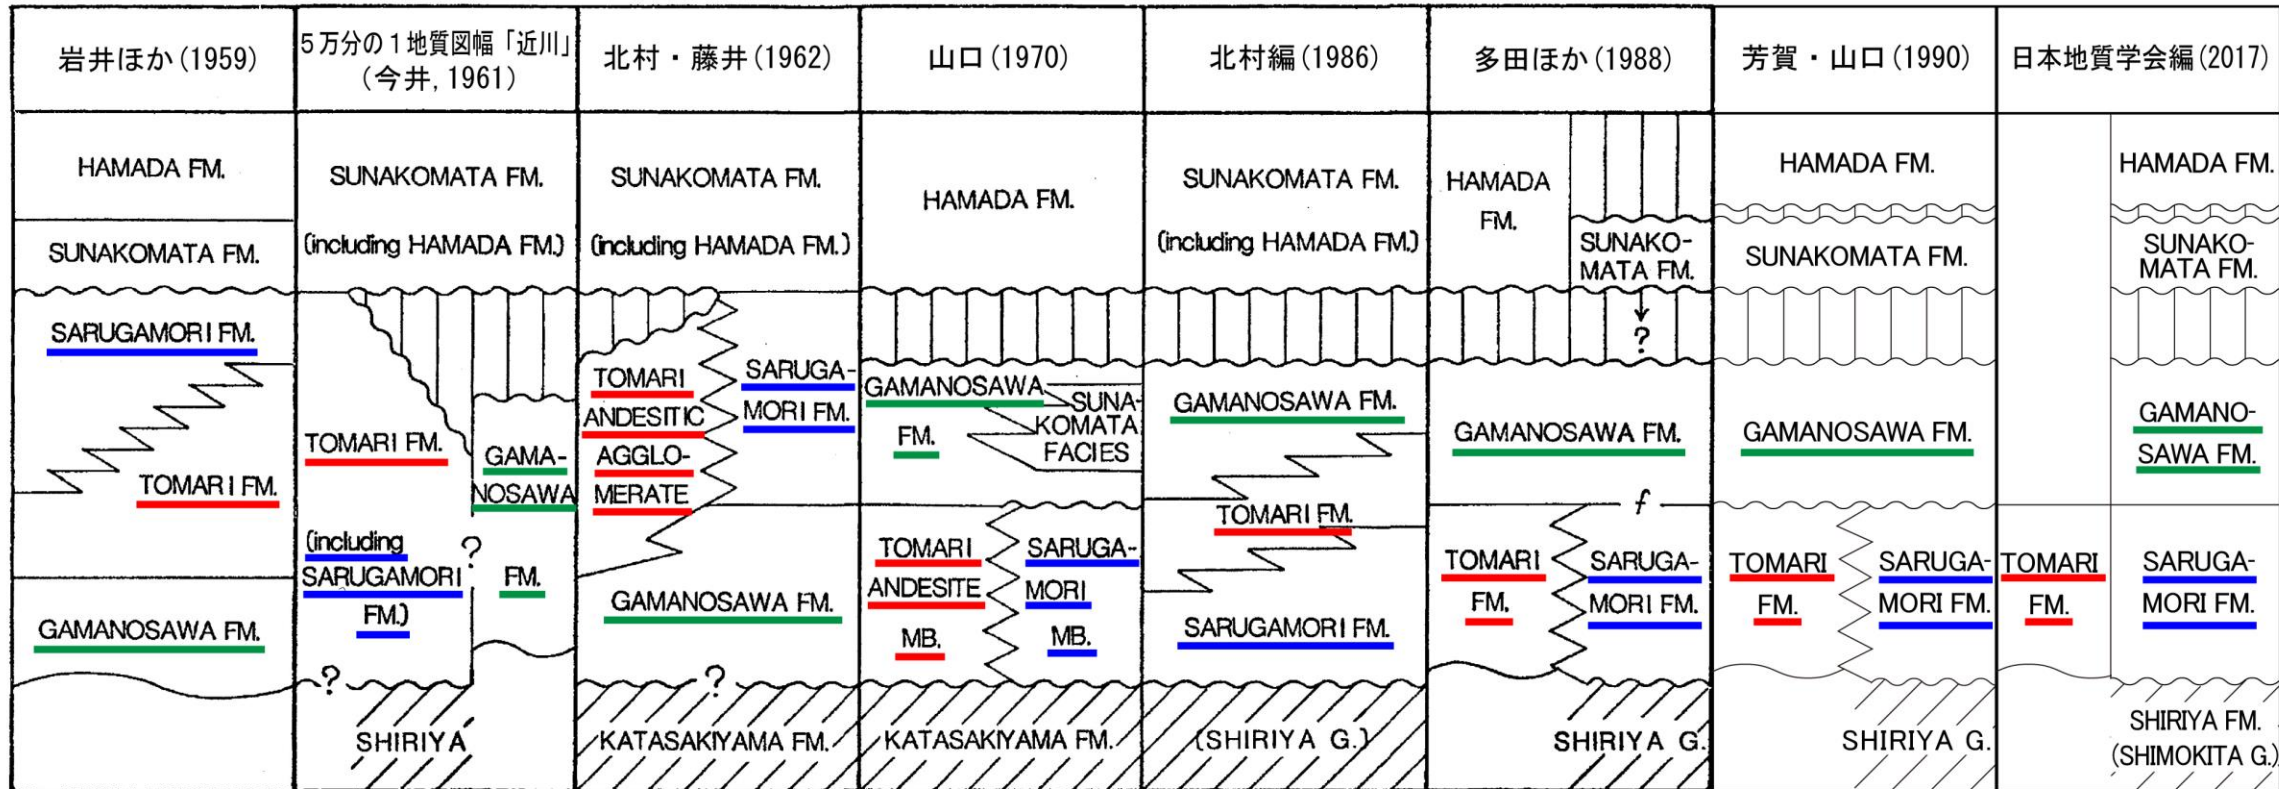 岩井ほか(1959)
5万分の1地質図幅「近川」
(今井, 1961)
北村・藤井(1962)
山口(1970)
北村編(1986)
多田ほか(1988)
芳賀・山口(1990)
日本地質学会編(2017)
HAMADA FM.
SUNAKOMATA FM.
SARUGAMORI FM.
TOMARI FM.
GAMANOSAWA FM.
SUNAKOMATA FM.
(including HAMADA FM.)
TOMARI FM.
(including
SARUGAMORI
FM.)
GAMA-
NOSAWA
FM.
?
?
SHIRIYA
SUNAKOMATA FM.
(including HAMADA FM.)
TOMARI
ANDESITIC
AGGLO-
MERATE
SARUGA-
MORI FM.
GAMANOSAWA FM.
?
KATASAKIYAMA FM.
HAMADA FM.
GAMANOSAWA
FM.
SUNA-
KOMATA
FACIES
TOMARI
ANDESITE
MB.
SARUGA-
MORI
MB.
KATASAKIYAMA FM.
SUNAKOMATA FM.
(including HAMADA FM.)
GAMANOSAWA FM.
TOMARI FM.
SARUGAMORI FM.
(SHIRIYA G.)
HAMADA
FM.
SUNAKO-
MATA FM.
?
GAMANOSAWA FM.
f
TOMARI
FM.
SARUGA-
MORI FM.
SHIRIYA G.
HAMADA FM.
SUNAKOMATA FM.
GAMANOSAWA FM.
TOMARI
FM.
SARUGA-
MORI FM.
SHIRIYA G.
HAMADA FM.
SUNAKO-
MATA FM.
GAMANO-
SAWA FM.
TOMARI
FM.
SARUGA-
MORI FM.
SHIRIYA FM.
(SHIMOKITA G.)